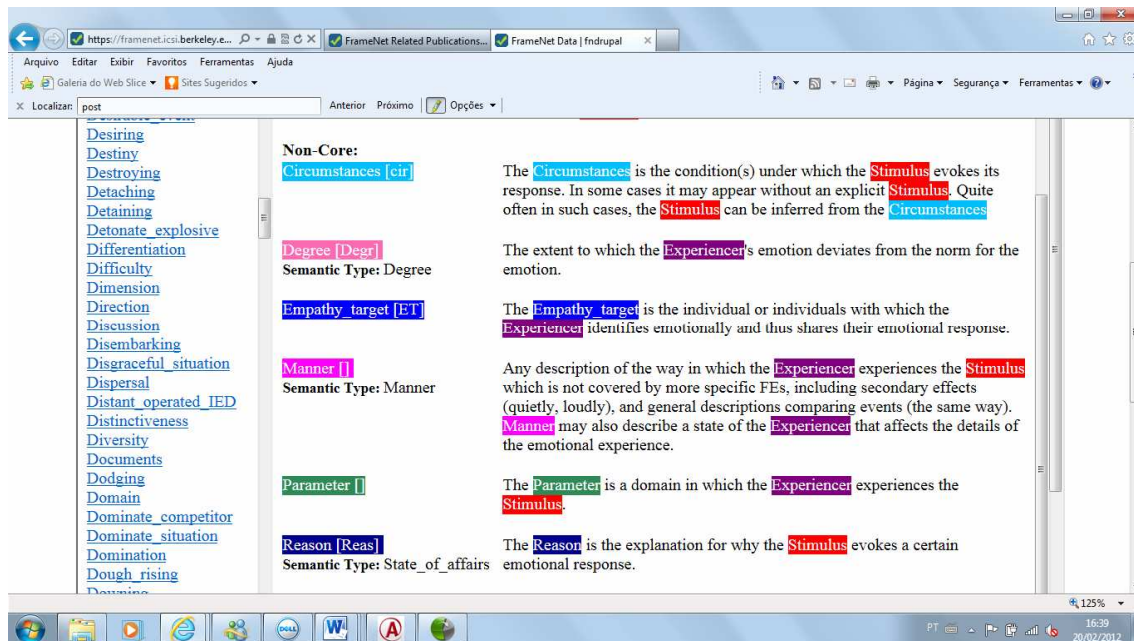 https://framenet.icsi.berkeley.e...
FrameNet Related Publications...
FrameNet Data | fndrupal
Arquivo Editar Exibir Favoritos Ferramentas Ajuda
Galeria do Web Slice
Sites Sugeridos
Página Segurança Ferramentas
Localizar: post
Anterior Próximo Opções
Desiring
Destiny
Destroying
Detaching
Detaining
Detonate_explosive
Differentiation
Difficulty
Dimension
Direction
Discussion
Disembarking
Disgraceful_situation
Dispersal
Distant_operated_IED
Distinctiveness
Diversity
Documents
Dodging
Domain
Dominate_competitor
Dominate_situation
Domination
Dough_rising
Non-Core:
Circumstances [cir]
The Circumstances is the condition(s) under which the Stimulus evokes its
response. In some cases it may appear without an explicit Stimulus. Quite
often in such cases, the Stimulus can be inferred from the Circumstances
Degree [Degr]
Semantic Type: Degree
The extent to which the Experiencer's emotion deviates from the norm for the
emotion.
Empathy_target [ET]
The Empathy_target is the individual or individuals with which the
Experiencer identifies emotionally and thus shares their emotional response.
Manner []
Semantic Type: Manner
Any description of the way in which the Experiencer experiences the Stimulus
which is not covered by more specific FEs, including secondary effects
(quietly, loudly), and general descriptions comparing events (the same way).
Manner may also describe a state of the Experiencer that affects the details of
the emotional experience.
Parameter []
The Parameter is a domain in which the Experiencer experiences the
Stimulus.
Reason [Reas]
Semantic Type: State_of_affairs
The Reason is the explanation for why the Stimulus evokes a certain
emotional response.
125%
DELL
PT
16:39
20/02/2012